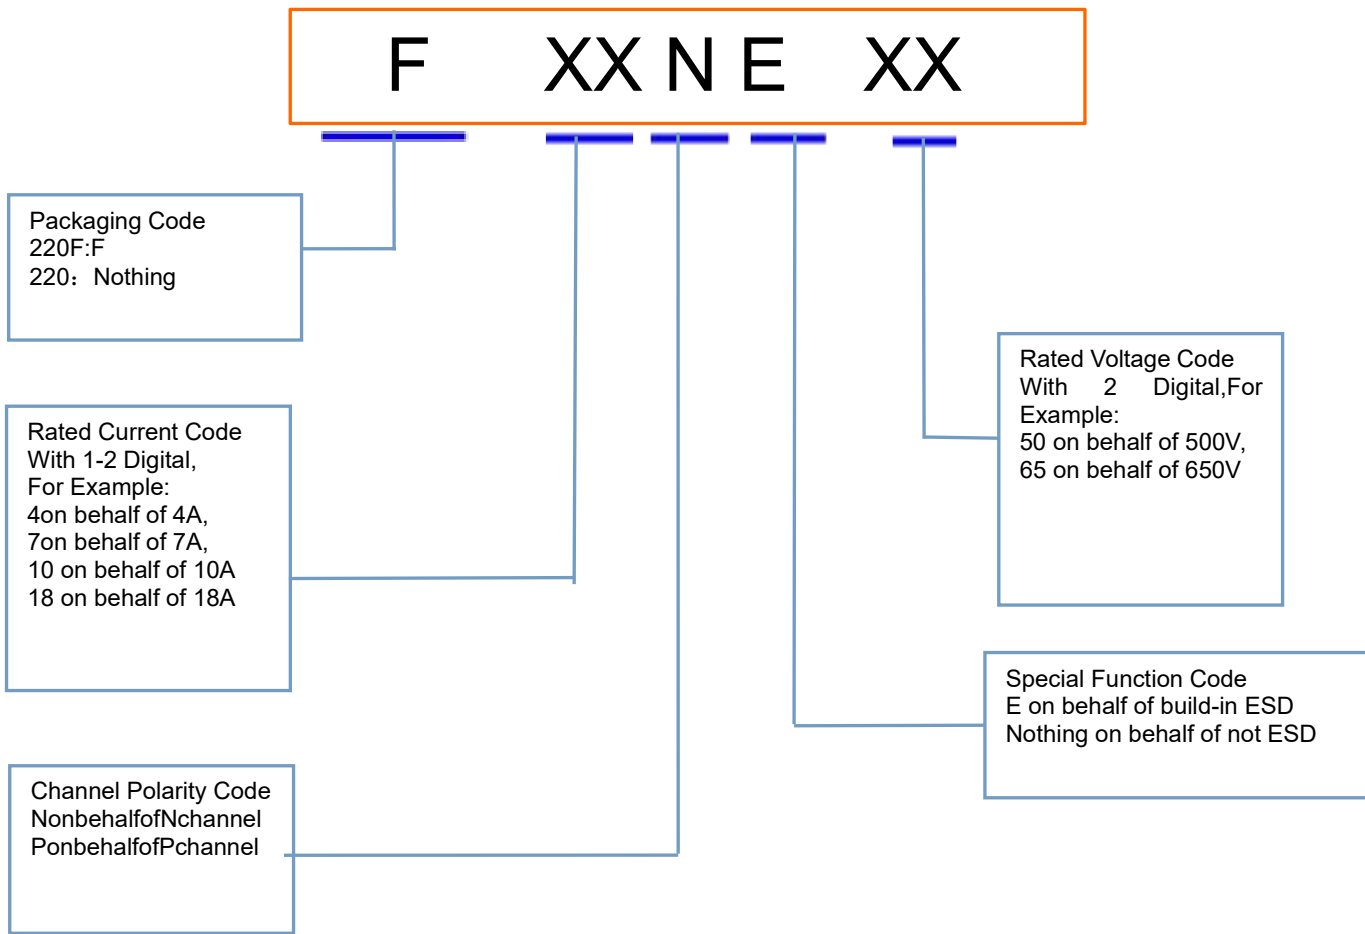 F XX N E XX
Packaging Code
220F:F
220：Nothing
Rated Current Code
With 1-2 Digital,
For Example:
4on behalf of 4A,
7on behalf of 7A,
10 on behalf of 10A
18 on behalf of 18A
Channel Polarity Code
NonbehalfofNchannel
PonbehalfofPchannel
Rated Voltage Code
With 2 Digital,For
Example:
50 on behalf of 500V,
65 on behalf of 650V
Special Function Code
E on behalf of build-in ESD
Nothing on behalf of not ESD